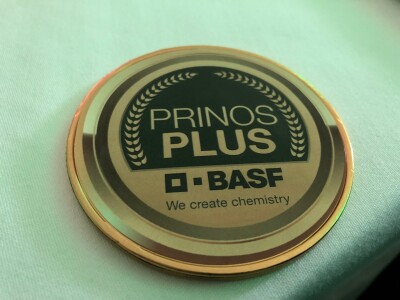 PRINOS
PLUS
BASF
We create chemistry